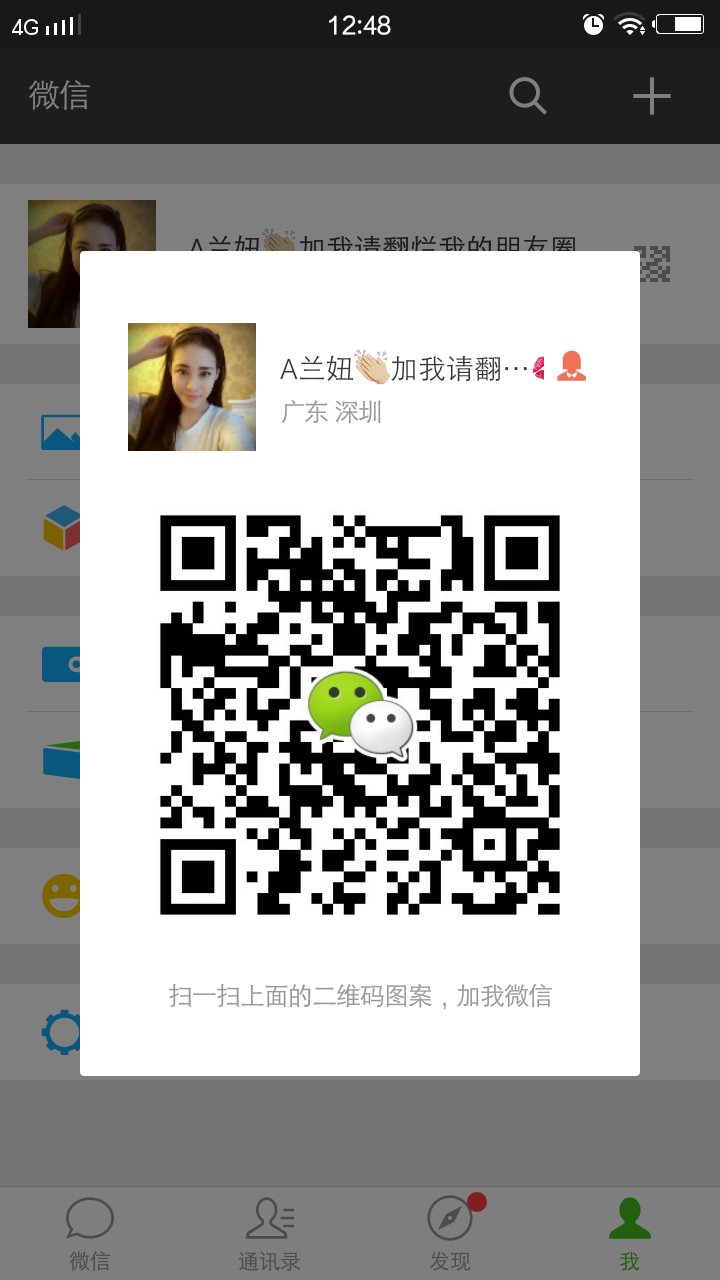 4G 12:48
微信
A兰妞👏加我请翻烂我的朋友圈
A兰妞👏加我请翻…
广东 深圳
扫一扫上面的二维码图案，加我微信
微信 通讯录 发现 我